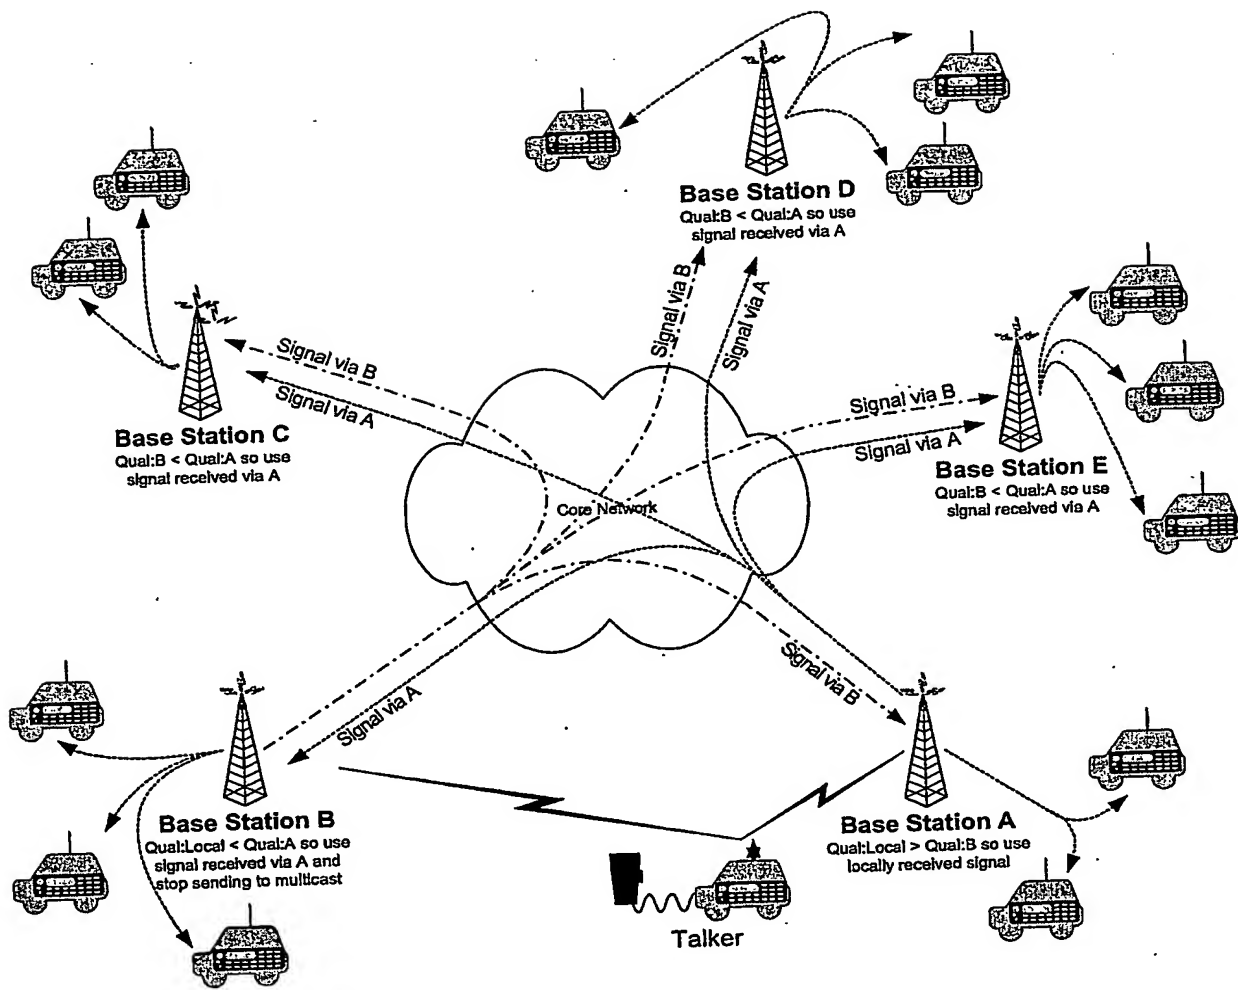 Base Station D
Qual:B < Qual:A so use
signal received via A
Signal via B
Signal via A
Signal via B
Signal via A
Base Station C
Qual:B < Qual:A so use
signal received via A
Signal via B
Signal via A
Base Station E
Qual:B < Qual:A so use
signal received via A
Core Network
Signal via B
Signal via A
Base Station B
Qual:Local < Qual:A so use
signal received via A and
stop sending to multicast
Base Station A
Qual:Local > Qual:B so use
locally received signal
Talker